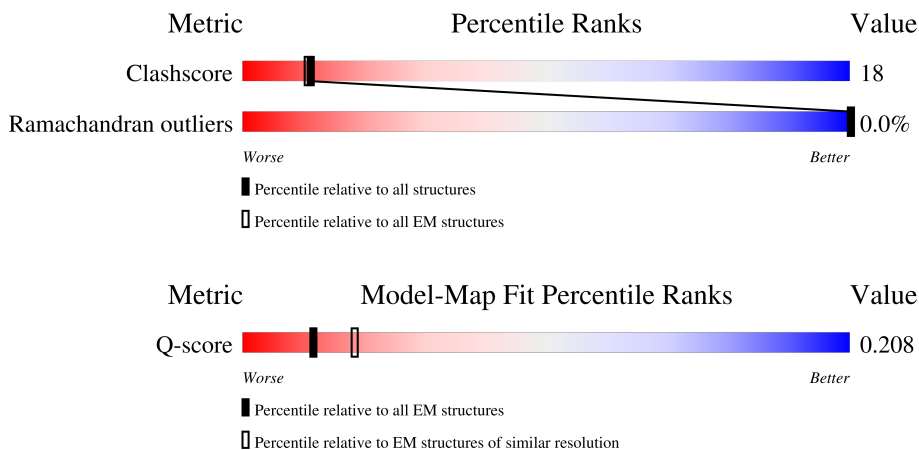 Metric Percentile Ranks Value
Clashscore 18
Ramachandran outliers 0.0%
Worse Better
Percentile relative to all structures
Percentile relative to all EM structures
Metric Model-Map Fit Percentile Ranks Value
Q-score 0.208
Worse Better
Percentile relative to all EM structures
Percentile relative to EM structures of similar resolution